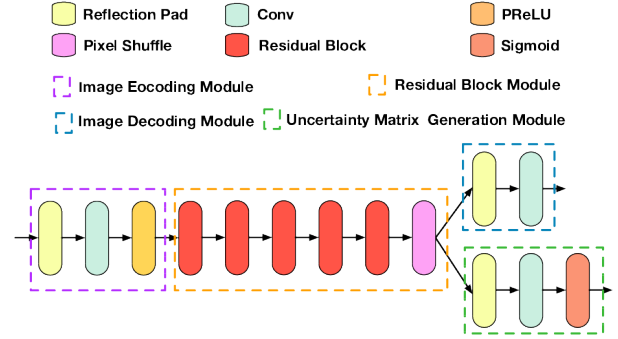 Reflection Pad Conv PReLU
Pixel Shuffle Residual Block Sigmoid
Image Eocoding Module Residual Block Module
Image Decoding Module Uncertainty Matrix Generation Module